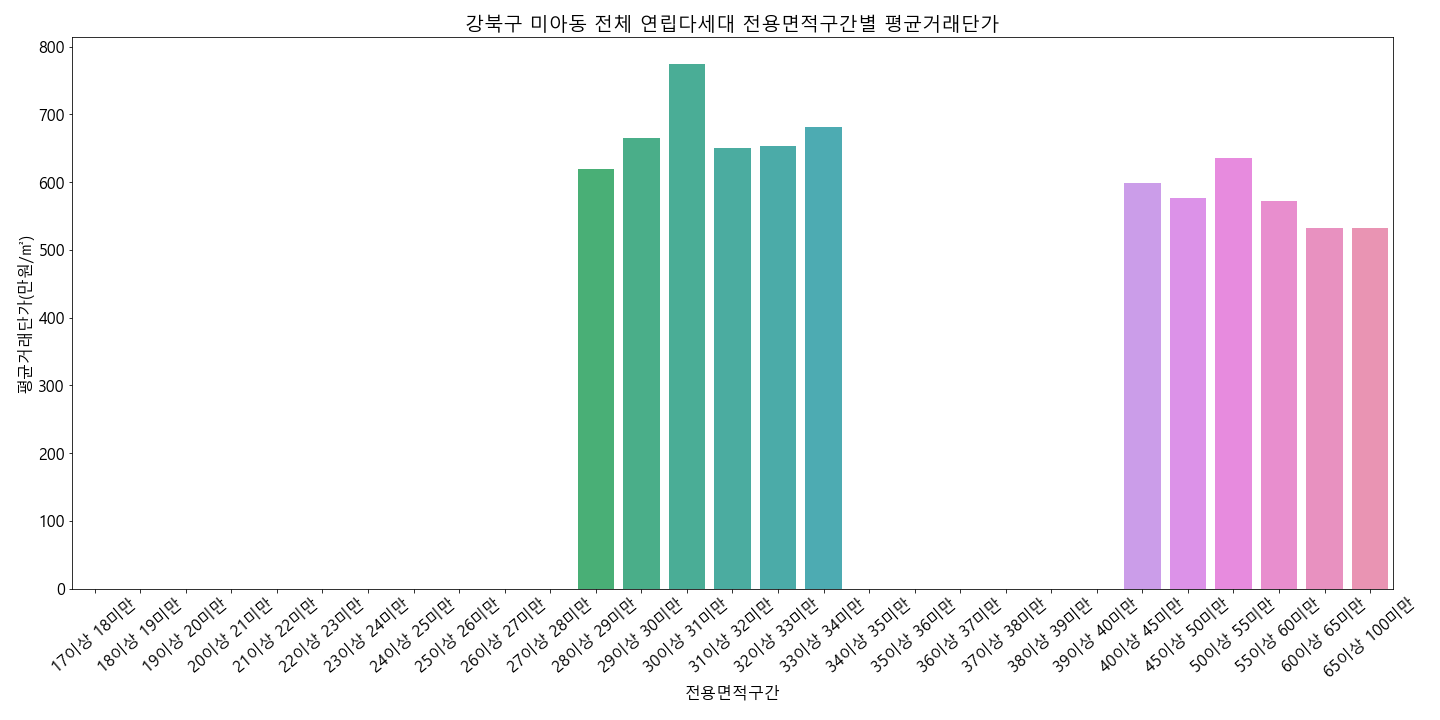 강북구 미아동 전체 연립다세대 전용면적구간별 평균거래단가
평균거래단가(만원/㎡)
800
700
600
500
400
300
200
100
0
17이상 18미만
18이상 19미만
19이상 20미만
20이상 21미만
21이상 22미만
22이상 23미만
23이상 24미만
24이상 25미만
25이상 26미만
26이상 27미만
27이상 28미만
28이상 29미만
29이상 30미만
30이상 31미만
31이상 32미만
32이상 33미만
33이상 34미만
34이상 35미만
35이상 36미만
36이상 37미만
37이상 38미만
38이상 39미만
39이상 40미만
40이상 45미만
45이상 50미만
50이상 55미만
55이상 60미만
60이상 65미만
65이상 100미만
전용면적구간